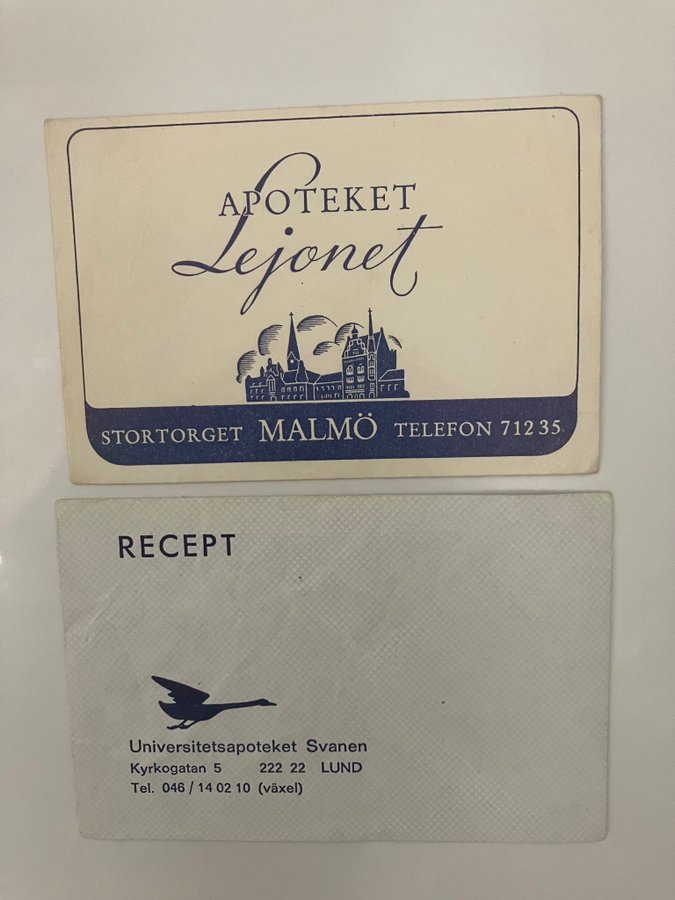 APOTEKET
Lejonet
STORTORGET MALMÖ TELEFON 712 35
RECEPT
Universitetsapoteket Svanen
Kyrkogatan 5 222 22 LUND
Tel. 046 / 14 02 10 (växel)